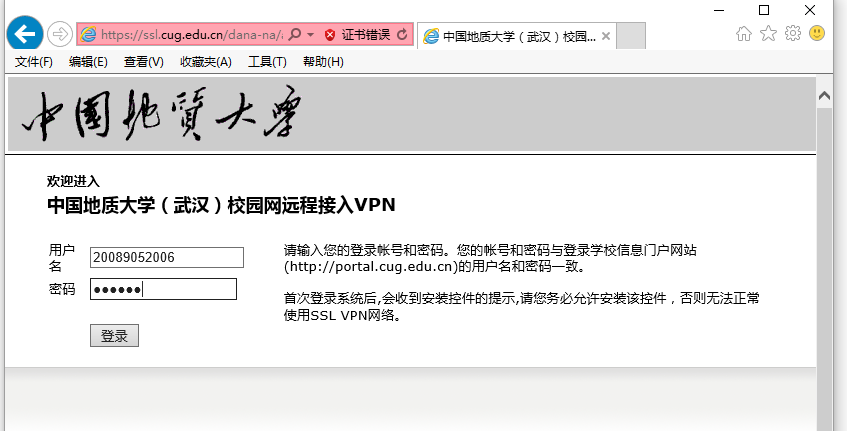 https://ssl.cug.edu.cn/dana-na/
证书错误
中国地质大学（武汉）校园...
文件(F) 编辑(E) 查看(V) 收藏夹(A) 工具(T) 帮助(H)
中国地质大学
欢迎进入
中国地质大学（武汉）校园网远程接入VPN
用户
名
20089052006
密码
●●●●●●
登录
请输入您的登录帐号和密码。您的帐号和密码与登录学校信息门户网站
(http://portal.cug.edu.cn)的用户名和密码一致。
首次登录系统后,会收到安装控件的提示,请您务必允许安装该控件，否则无法正常
使用SSL VPN网络。